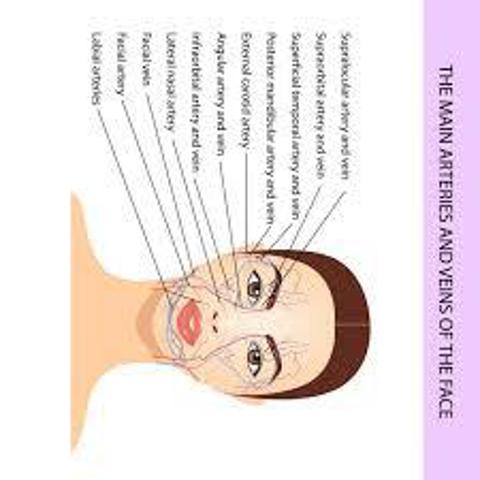 THE MAIN ARTERIES AND VEINS OF THE FACE
Supralocular artery and vein
Supraorbital artery and vein
Superficial temporal artery and vein
Posterior mandibular artery and vein
External carotid artery
Angular artery and vein
Infraorbital artery and vein
Lateral nasal artery
Facial vein
Facial artery
Labial arteries